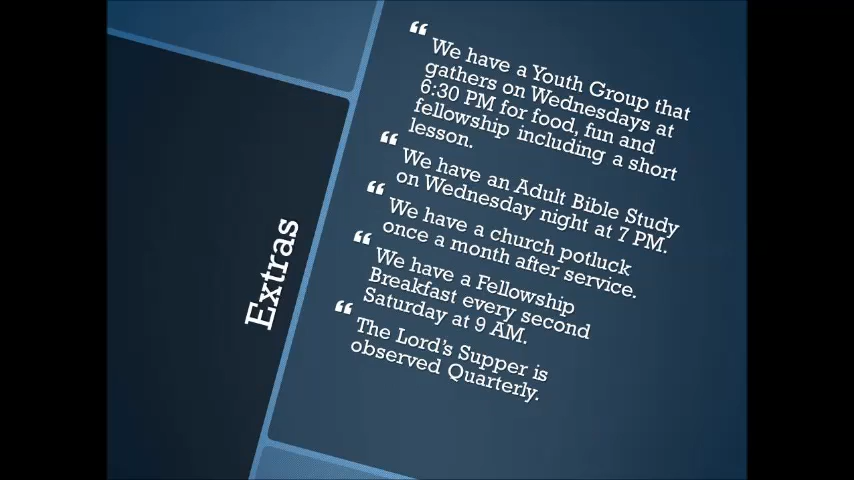 Extras
“ We have a Youth Group that
gathers on Wednesdays at
6:30 PM for food, fun and
fellowship including a short
lesson.
“ We have an Adult Bible Study
on Wednesday night at 7 PM.
“ We have a church potluck
once a month after service.
“ We have a Fellowship
Breakfast every second
Saturday at 9 AM.
“ The Lord's Supper is
observed Quarterly.